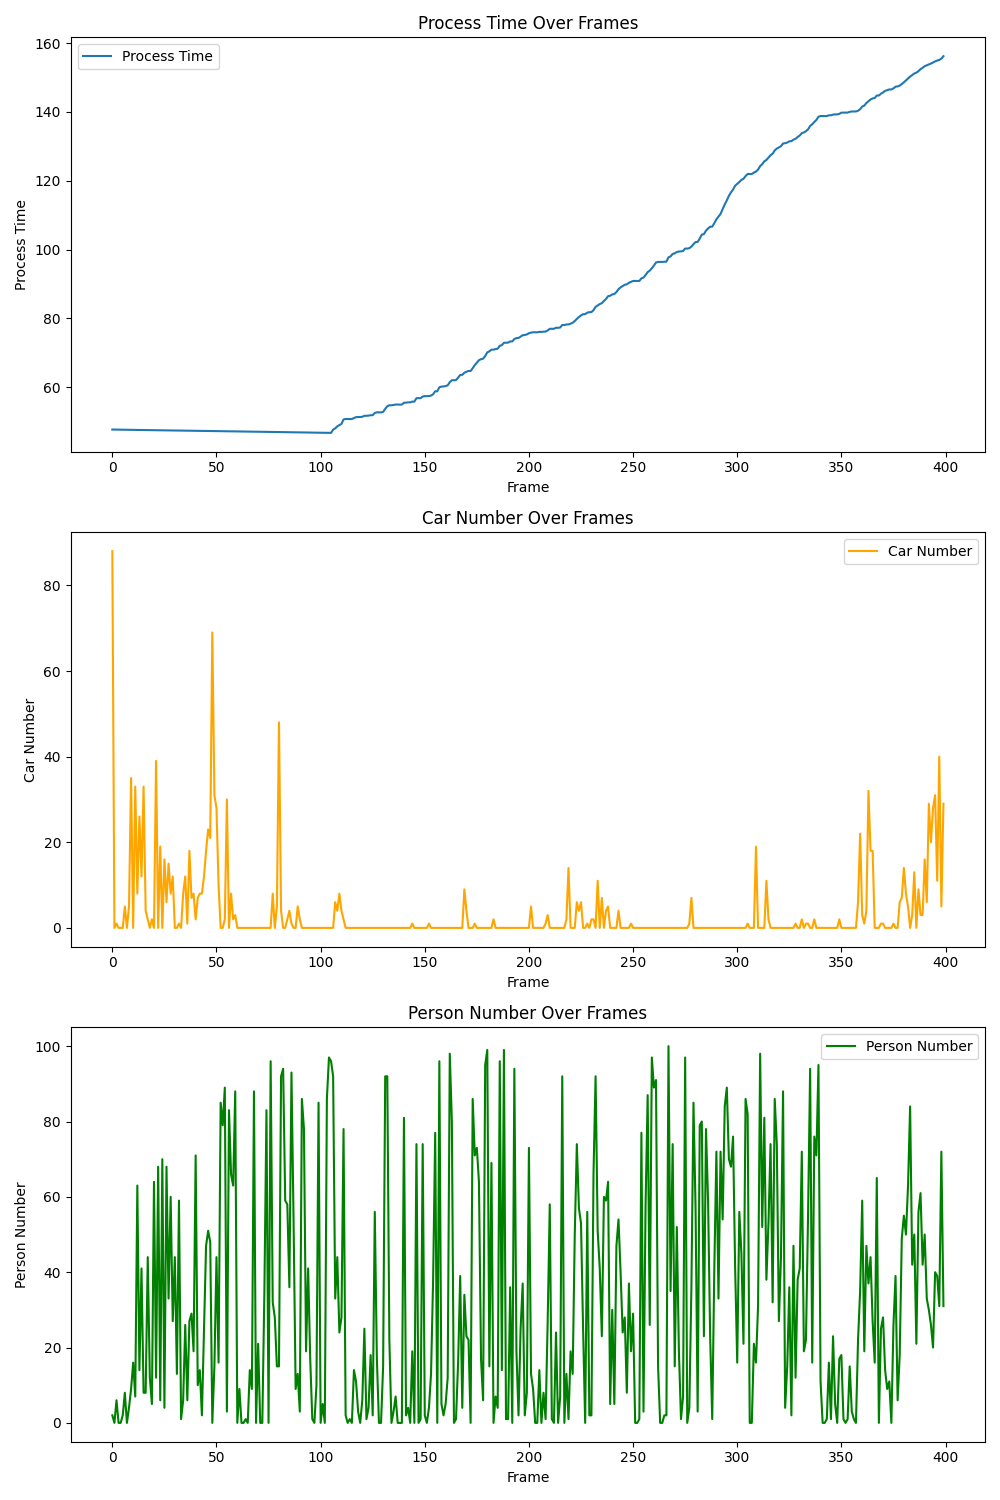 Process Time Over Frames
Process Time
160
140
120
100
80
60
Process Time
0 50 100 150 200 250 300 350 400
Frame
Car Number Over Frames
Car Number
80
60
40
20
0
Car Number
0 50 100 150 200 250 300 350 400
Frame
Person Number Over Frames
Person Number
100
80
60
40
20
0
Person Number
0 50 100 150 200 250 300 350 400
Frame